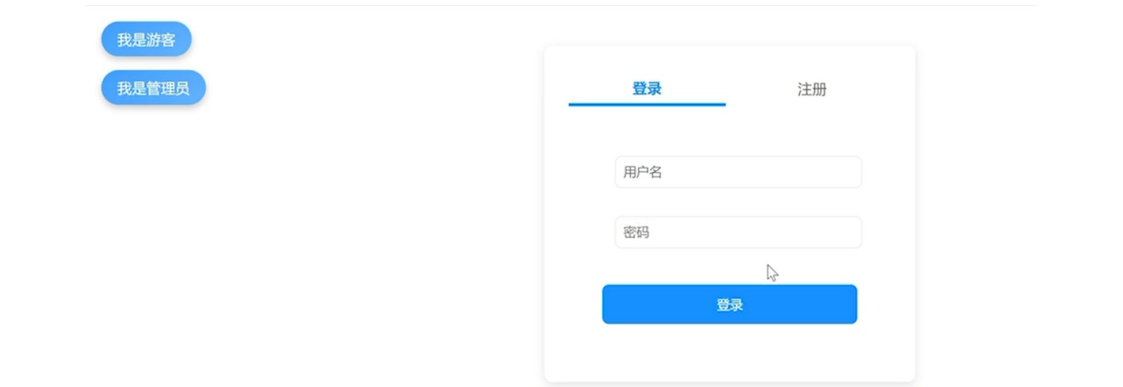 我是游客
我是管理员
登录 注册
用户名
密码
登录